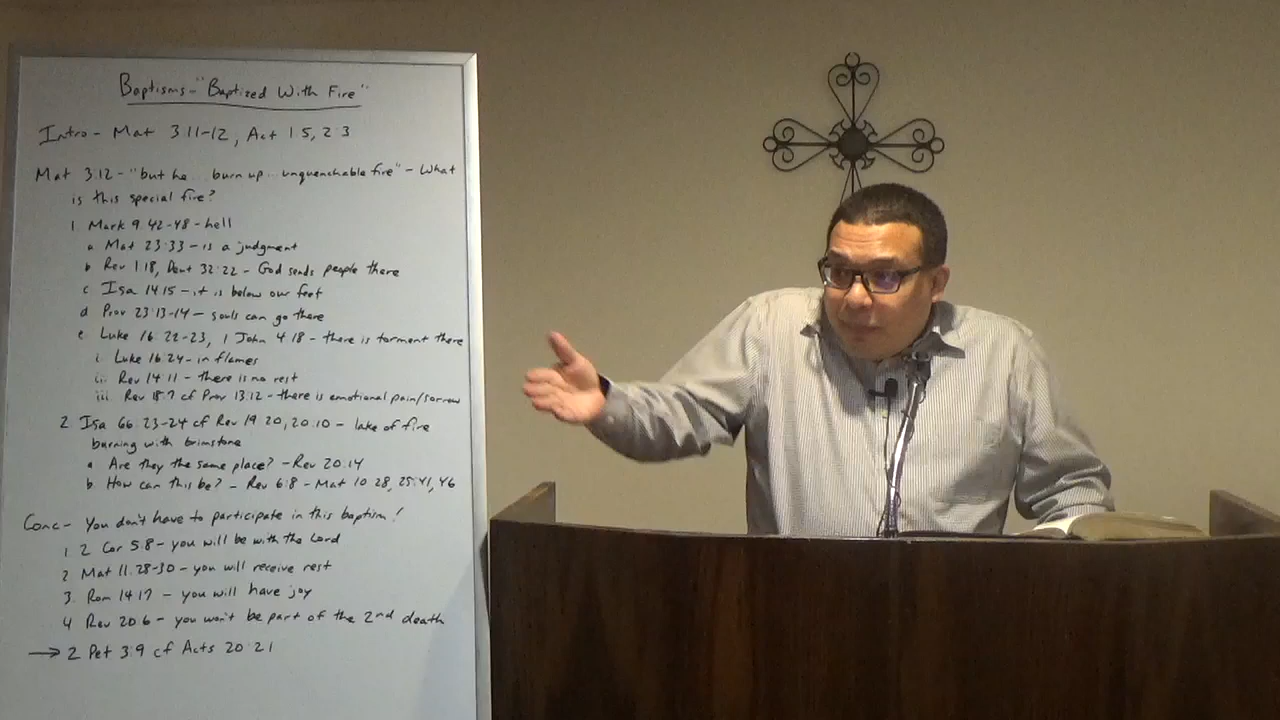 Baptisms - "Baptized With Fire"
Intro - Mat 3:11-12, Act 1:5, 2:3
Mat 3:12 - "but he... burn up... unquenchable fire" - What
is this special fire?
1. Mark 9:42-48 - hell
a Mat 23:33 - is a judgment
b Rev 1:18, Deut 32:22 - God sends people there
c Isa 14:15 - it is below our feet
d Prov 23:13-14 - souls can go there
e. Luke 16:22-23, 1 John 4:18 - there is torment there
i. Luke 16:24 - in flames
ii. Rev 14:11 - there is no rest
iii. Rev 18:7 cf Prov 13:12 - there is emotional pain/sorrow
2. Isa 66:23-24 cf Rev 19:20, 20:10 - lake of fire
burning with brimstone
a Are they the same place? - Rev 20:14
b How can this be? - Rev 6:8 - Mat 10:28, 25:41, 46
Conc - You don't have to participate in this baptism!
1 2 Cor 5:8 - you will be with the Lord
2 Mat 11:28-30 - you will receive rest
3. Rom 14:17 - you will have joy
4 Rev 20:6 - you won't be part of the 2nd death
→ 2 Pet 3:9 cf Acts 20:21